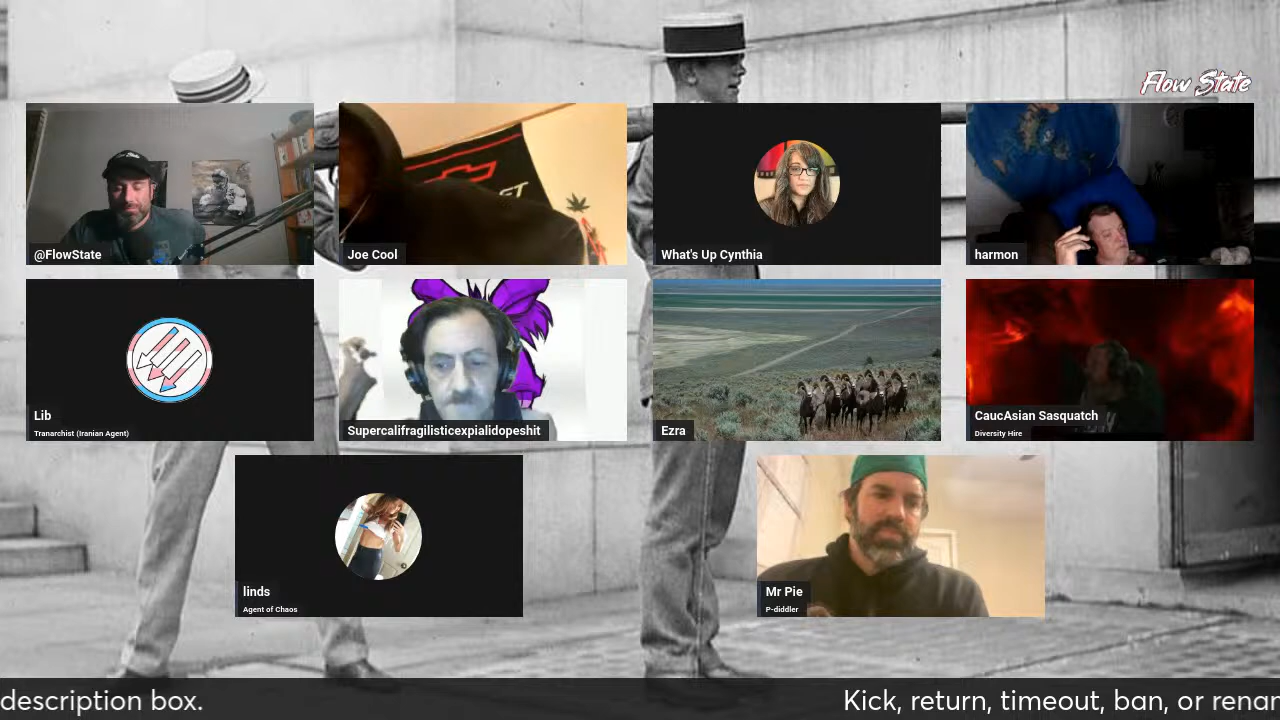 Flow State
@FlowState
Joe Cool
What's Up Cynthia
harmon
Lib
Tranarchist (Iranian Agent)
Supercalifragilisticexpialidopeshit
Ezra
CaucAsian Sasquatch
Diversity Hire
linds
Agent of Chaos
Mr Pie
P-diddler
description box.
Kick, return, timeout, ban, or